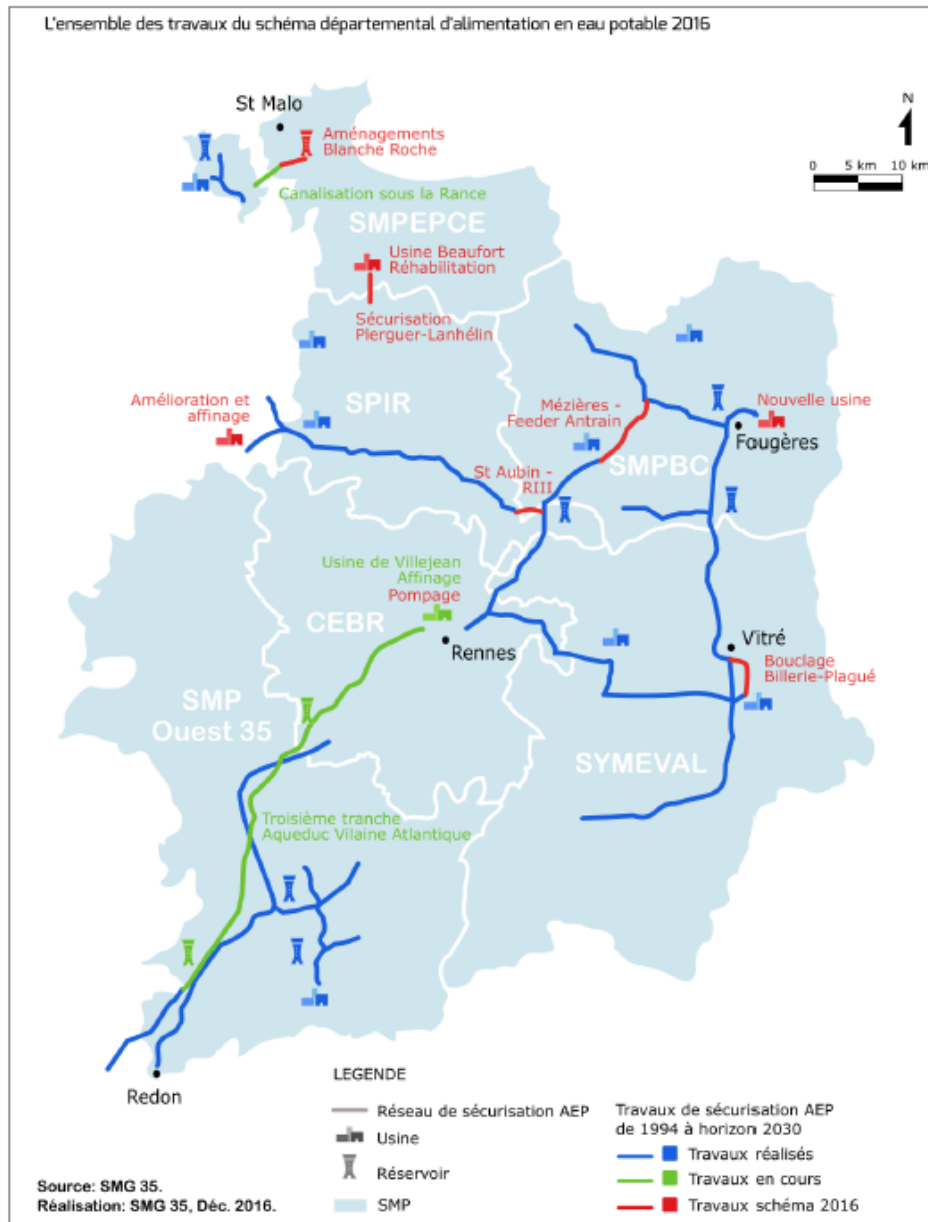 L'ensemble des travaux du schéma départemental d'alimentation en eau potable 2016
St Malo
N
Aménagements
Blanche Roche
0 5 km 10 km
Canalisation sous la Rance
SMPEPCE
Usine Beaufort
Réhabilitation
Sécurisation
Plerguer-Lanhélin
Amélioration et
affinage
SPIR
Mézières -
Feeder Antrain
Nouvelle usine
Fougères
SMPBC
St Aubin -
RIII
Usine de Villejean
Affinage
Pompage
CEBR
Rennes
Vitré
Bouclage
Billerie-Plagué
SMP
Ouest 35
SYMEVAL
Troisième tranche
Aqueduc Vilaine Atlantique
Redon
LEGENDE
Réseau de sécurisation AEP
Usine
Réservoir
SMP
Travaux de sécurisation AEP
de 1994 à horizon 2030
Travaux réalisés
Travaux en cours
Travaux schéma 2016
Source: SMG 35.
Réalisation: SMG 35, Déc. 2016.